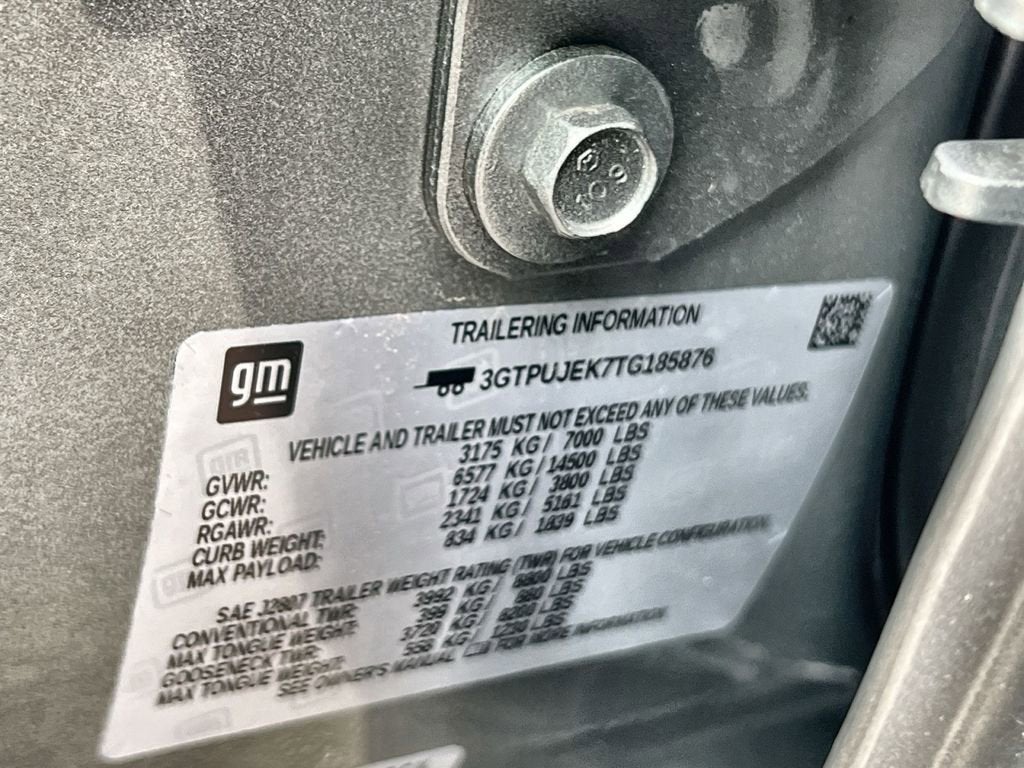 TRAILERING INFORMATION
gm
3GTPUJEK7TG185876
VEHICLE AND TRAILER MUST NOT EXCEED ANY OF THESE VALUES.
GVWR: 3175 KG/ 7000 LBS
GCWR: 6577 KG/ 14500 LBS
RGAWR: 1724 KG/ 3800 LBS
CURB WEIGHT: 2341 KG/ 5161 LBS
MAX PAYLOAD: 834 KG/ 1839 LBS
SAE J2807 TRAILER WEIGHT RATING (TWR) FOR VEHICLE CONFIGURATION.
CONVENTIONAL TWR: 3992 KG/ 8800 LBS
MAX TONGUE WEIGHT: 399 KG/ 880 LBS
GOOSENECK TWR: KG/ 8200 LBS
MAX TONGUE WEIGHT: 558 KG/ 1230 LBS
SEE OWNER'S MANUAL FOR MORE INFORMATION